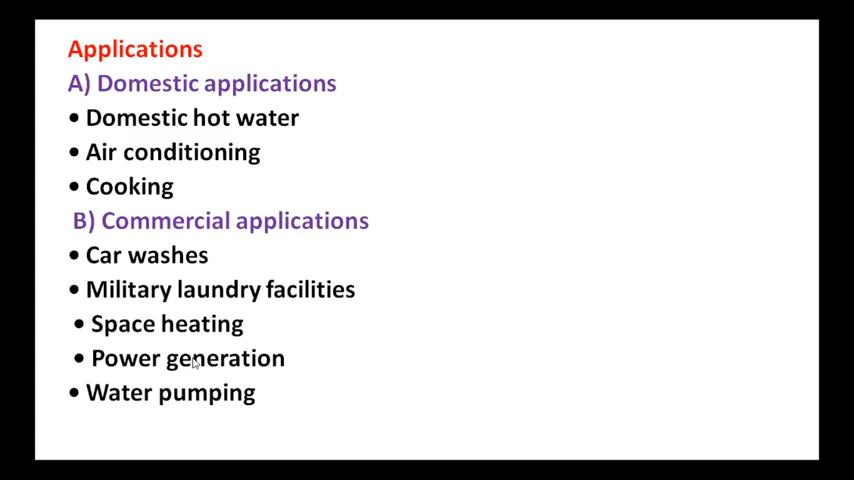 Applications
A) Domestic applications
• Domestic hot water
• Air conditioning
• Cooking
B) Commercial applications
• Car washes
• Military laundry facilities
• Space heating
• Power generation
• Water pumping